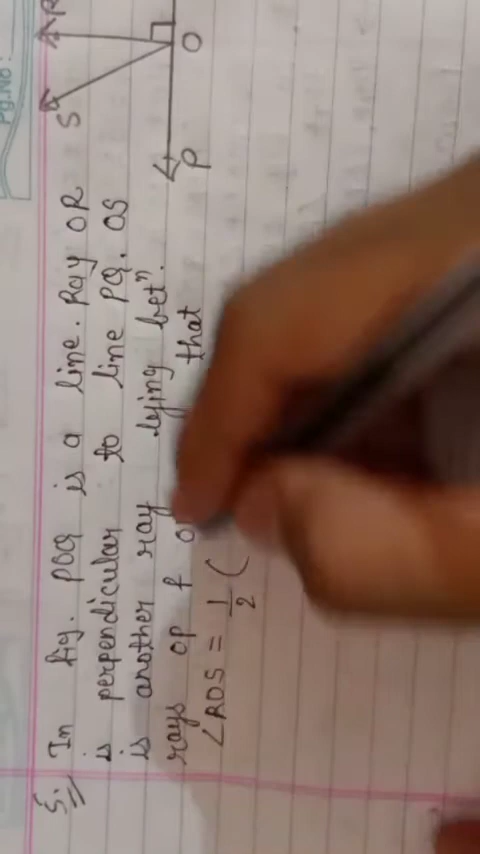 5. In fig. POQ is a line. Ray OR
is perpendicular to line PQ. OS
is another ray lying betⁿ.
rays OP f that
∠ROS = 1/2 (
R
S
O
P
Pg.No: